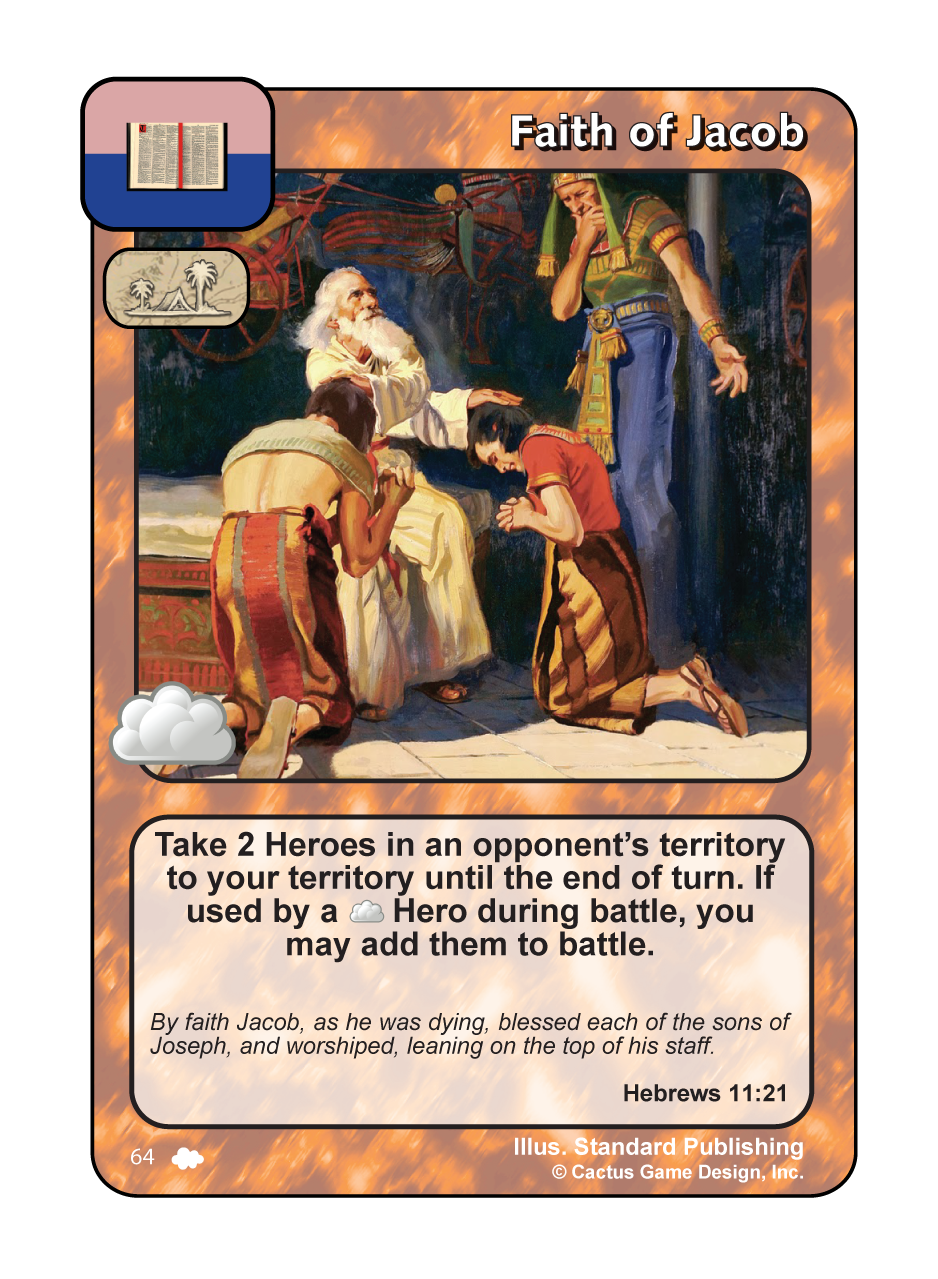 Faith of Jacob
Take 2 Heroes in an opponent's territory
to your territory until the end of turn. If
used by a Hero during battle, you
may add them to battle.
By faith Jacob, as he was dying, blessed each of the sons of
Joseph, and worshiped, leaning on the top of his staff.
Hebrews 11:21
64
Illus. Standard Publishing
© Cactus Game Design, Inc.